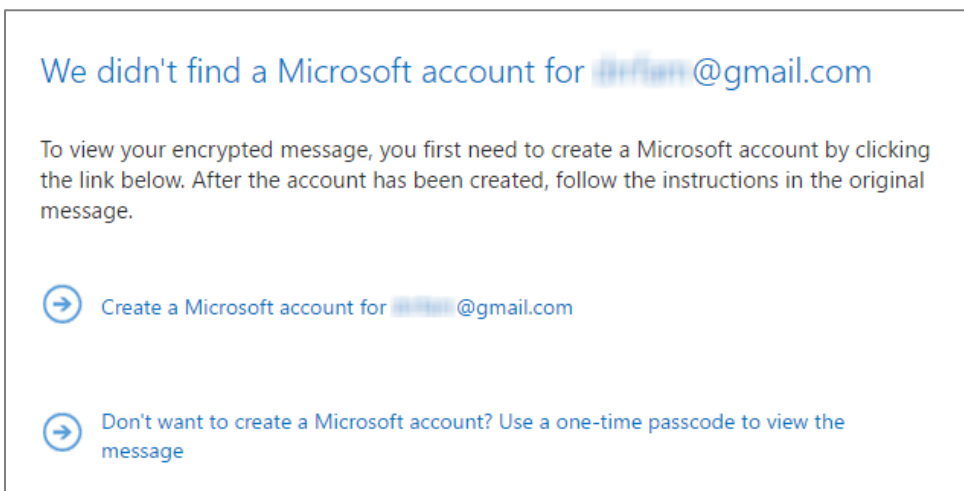 We didn't find a Microsoft account for @gmail.com
To view your encrypted message, you first need to create a Microsoft account by clicking
the link below. After the account has been created, follow the instructions in the original
message.
Create a Microsoft account for @gmail.com
Don't want to create a Microsoft account? Use a one-time passcode to view the
message